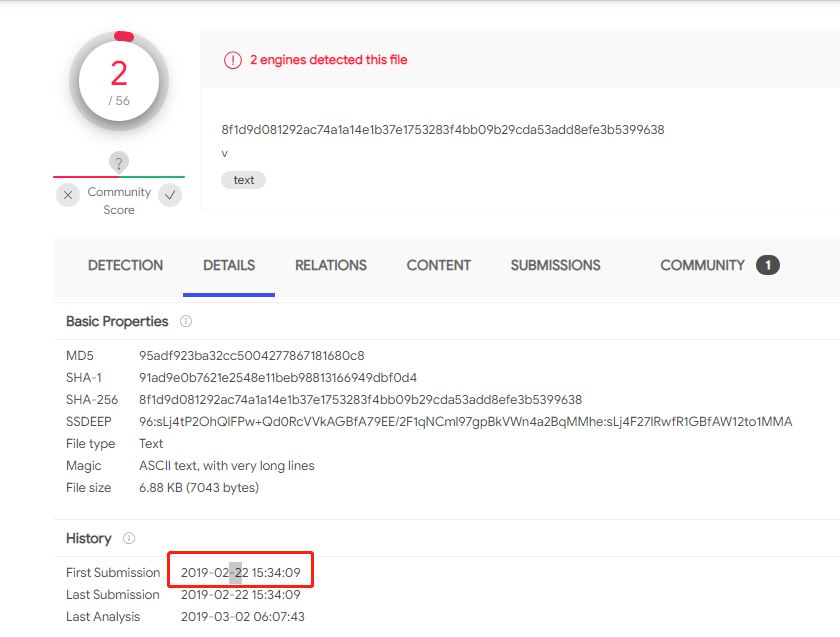 2
/ 56
2 engines detected this file
8f1d9d081292ac74a1a14e1b37e1753283f4bb09b29cda53add8efe3b5399638
v
text
?
Community
Score
DETECTION DETAILS RELATIONS CONTENT SUBMISSIONS COMMUNITY 1
Basic Properties
MD5 95adf923ba32cc5004277867181680c8
SHA-1 91ad9e0b7621e2548e11beb98813166949dbf0d4
SHA-256 8f1d9d081292ac74a1a14e1b37e1753283f4bb09b29cda53add8efe3b5399638
SSDEEP 96:sLj4tP2OhQIFPw+Qd0RcVVkAGBfA79EE/2F1qNCmI97gpBkVWn4a2BqMMhe:sLj4F27lRwfR1GBfAW12to1MMA
File type Text
Magic ASCII text, with very long lines
File size 6.88 KB (7043 bytes)
History
First Submission 2019-02-22 15:34:09
Last Submission 2019-02-22 15:34:09
Last Analysis 2019-03-02 06:07:43